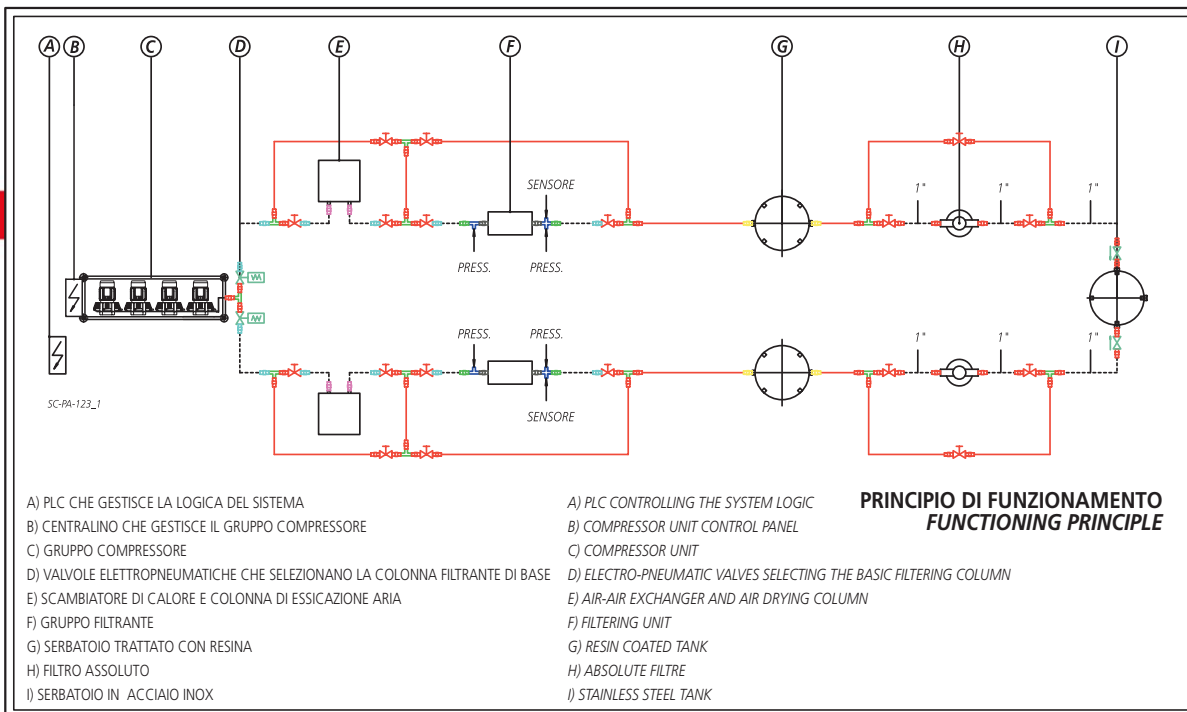 A B C D E F G H I
SENSORE
1" 1" 1"
PRESS. PRESS.
PRESS. PRESS.
1" 1" 1"
SENSORE
SC-PA-123_1
PRINCIPIO DI FUNZIONAMENTO
FUNCTIONING PRINCIPLE
A) PLC CHE GESTISCE LA LOGICA DEL SISTEMA
B) CENTRALINO CHE GESTISCE IL GRUPPO COMPRESSORE
C) GRUPPO COMPRESSORE
D) VALVOLE ELETTROPNEUMATICHE CHE SELEZIONANO LA COLONNA FILTRANTE DI BASE
E) SCAMBIATORE DI CALORE E COLONNA DI ESSICAZIONE ARIA
F) GRUPPO FILTRANTE
G) SERBATOIO TRATTATO CON RESINA
H) FILTRO ASSOLUTO
I) SERBATOIO IN ACCIAIO INOX
A) PLC CONTROLLING THE SYSTEM LOGIC
B) COMPRESSOR UNIT CONTROL PANEL
C) COMPRESSOR UNIT
D) ELECTRO-PNEUMATIC VALVES SELECTING THE BASIC FILTERING COLUMN
E) AIR-AIR EXCHANGER AND AIR DRYING COLUMN
F) FILTERING UNIT
G) RESIN COATED TANK
H) ABSOLUTE FILTRE
I) STAINLESS STEEL TANK